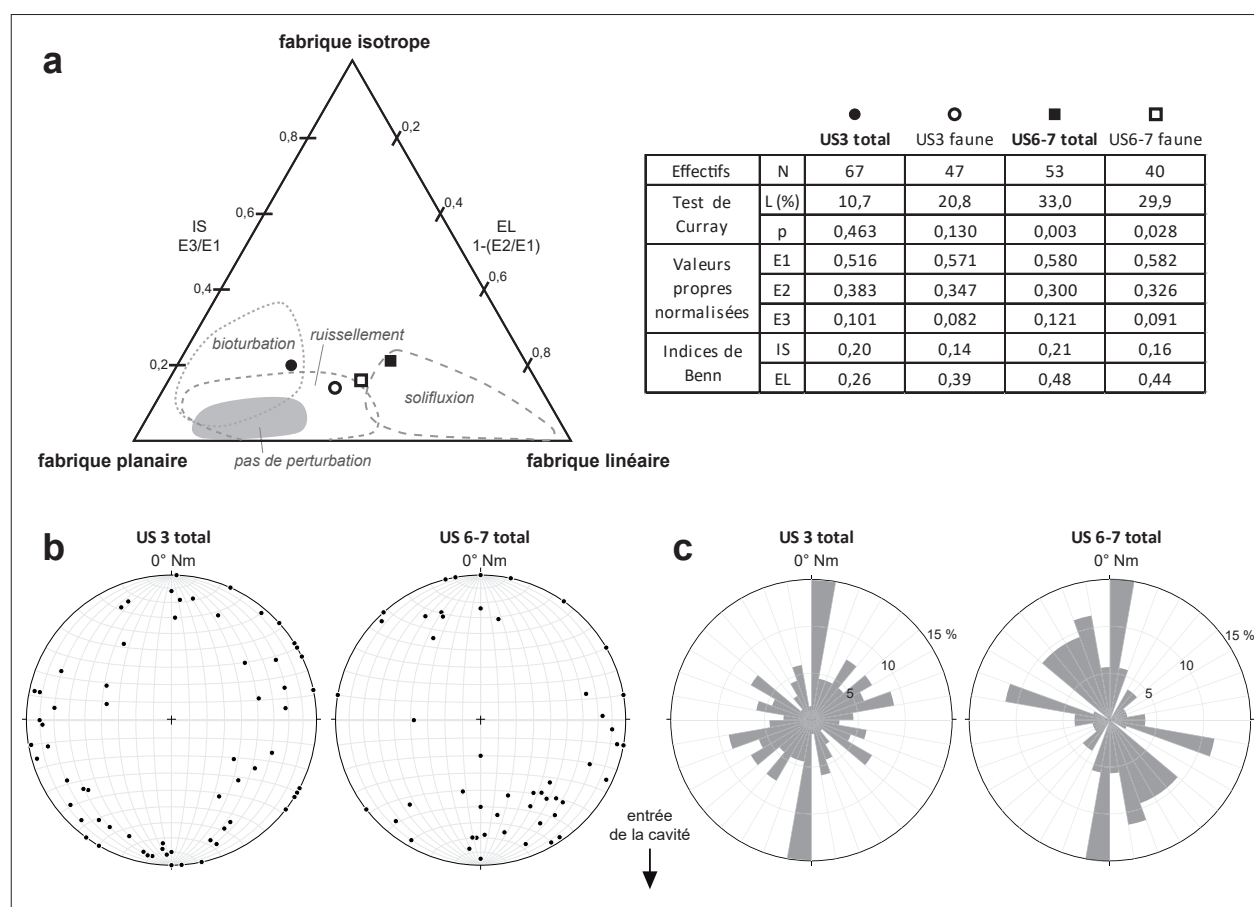 a
fabrique isotrope
0,8
0,2
0,6
0,4
IS
E3/E1
EL
1-(E2/E1)
0,4
0,6
0,2
0,8
bioturbation
ruissellement
solifluxion
fabrique planaire
pas de perturbation
fabrique linéaire
US3 total US3 faune US6-7 total US6-7 faune
Effectifs N 67 47 53 40
Test de Curray L (%) 10,7 20,8 33,0 29,9
p 0,463 0,130 0,003 0,028
Valeurs propres normalisées E1 0,516 0,571 0,580 0,582
E2 0,383 0,347 0,300 0,326
E3 0,101 0,082 0,121 0,091
Indices de Benn IS 0,20 0,14 0,21 0,16
EL 0,26 0,39 0,48 0,44
b
US 3 total
0° Nm
US 6-7 total
0° Nm
entrée
de la cavité
c
US 3 total
0° Nm
15 %
10
5
US 6-7 total
0° Nm
15 %
10
5